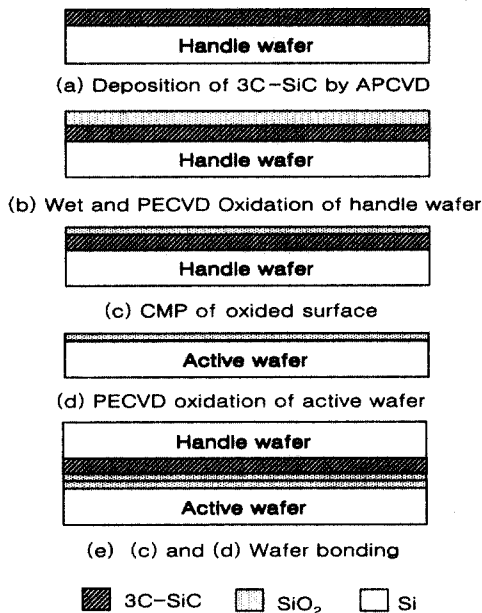 Handle wafer
(a) Deposition of 3C-SiC by APCVD
Handle wafer
(b) Wet and PECVD Oxidation of handle wafer
Handle wafer
(c) CMP of oxided surface
Active wafer
(d) PECVD oxidation of active wafer
Handle wafer
Active wafer
(e) (c) and (d) Wafer bonding
3C-SiC SiO₂ Si